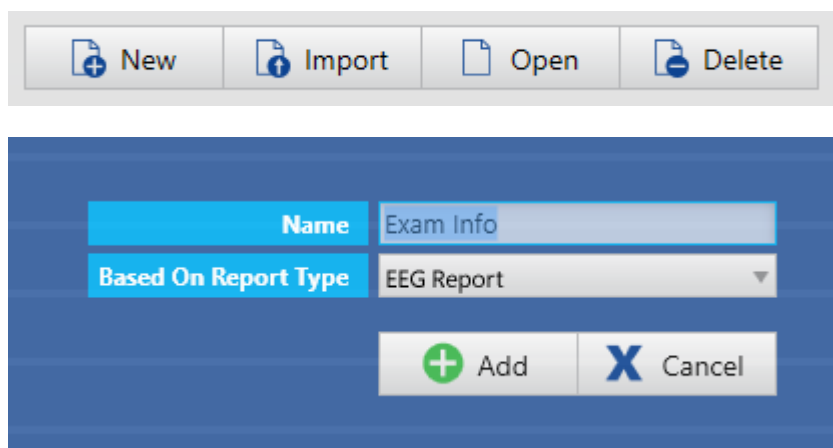 New Import Open Delete
Name Exam Info
Based On Report Type EEG Report
Add Cancel